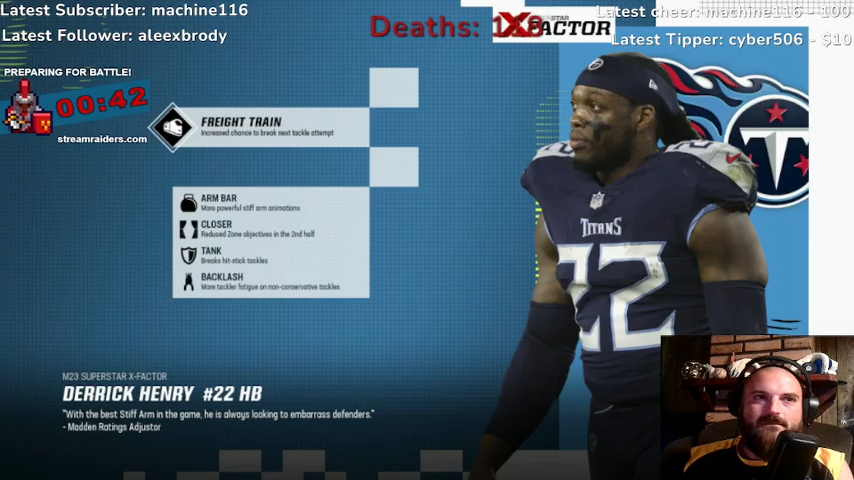 Latest Subscriber: machine116
Latest Follower: aleexbrody
Deaths:
X FACTOR
Latest cheer: machine116 - 100
Latest Tipper: cyber506 - $10
PREPARING FOR BATTLE!
00:42
streamraiders.com
FREIGHT TRAIN
Increased chance to break next tackle attempt
ARM BAR
More powerful stiff arm animations
CLOSER
Reduced Zone objectives in the 2nd half
TANK
Breaks hit-stick tackles
BACKLASH
More tackler fatigue on non-conservative tackles
TITANS
22
T
M23 SUPERSTAR X-FACTOR
DERRICK HENRY #22 HB
"With the best Stiff Arm in the game, he is always looking to embarrass defenders."
- Madden Ratings Adjustor